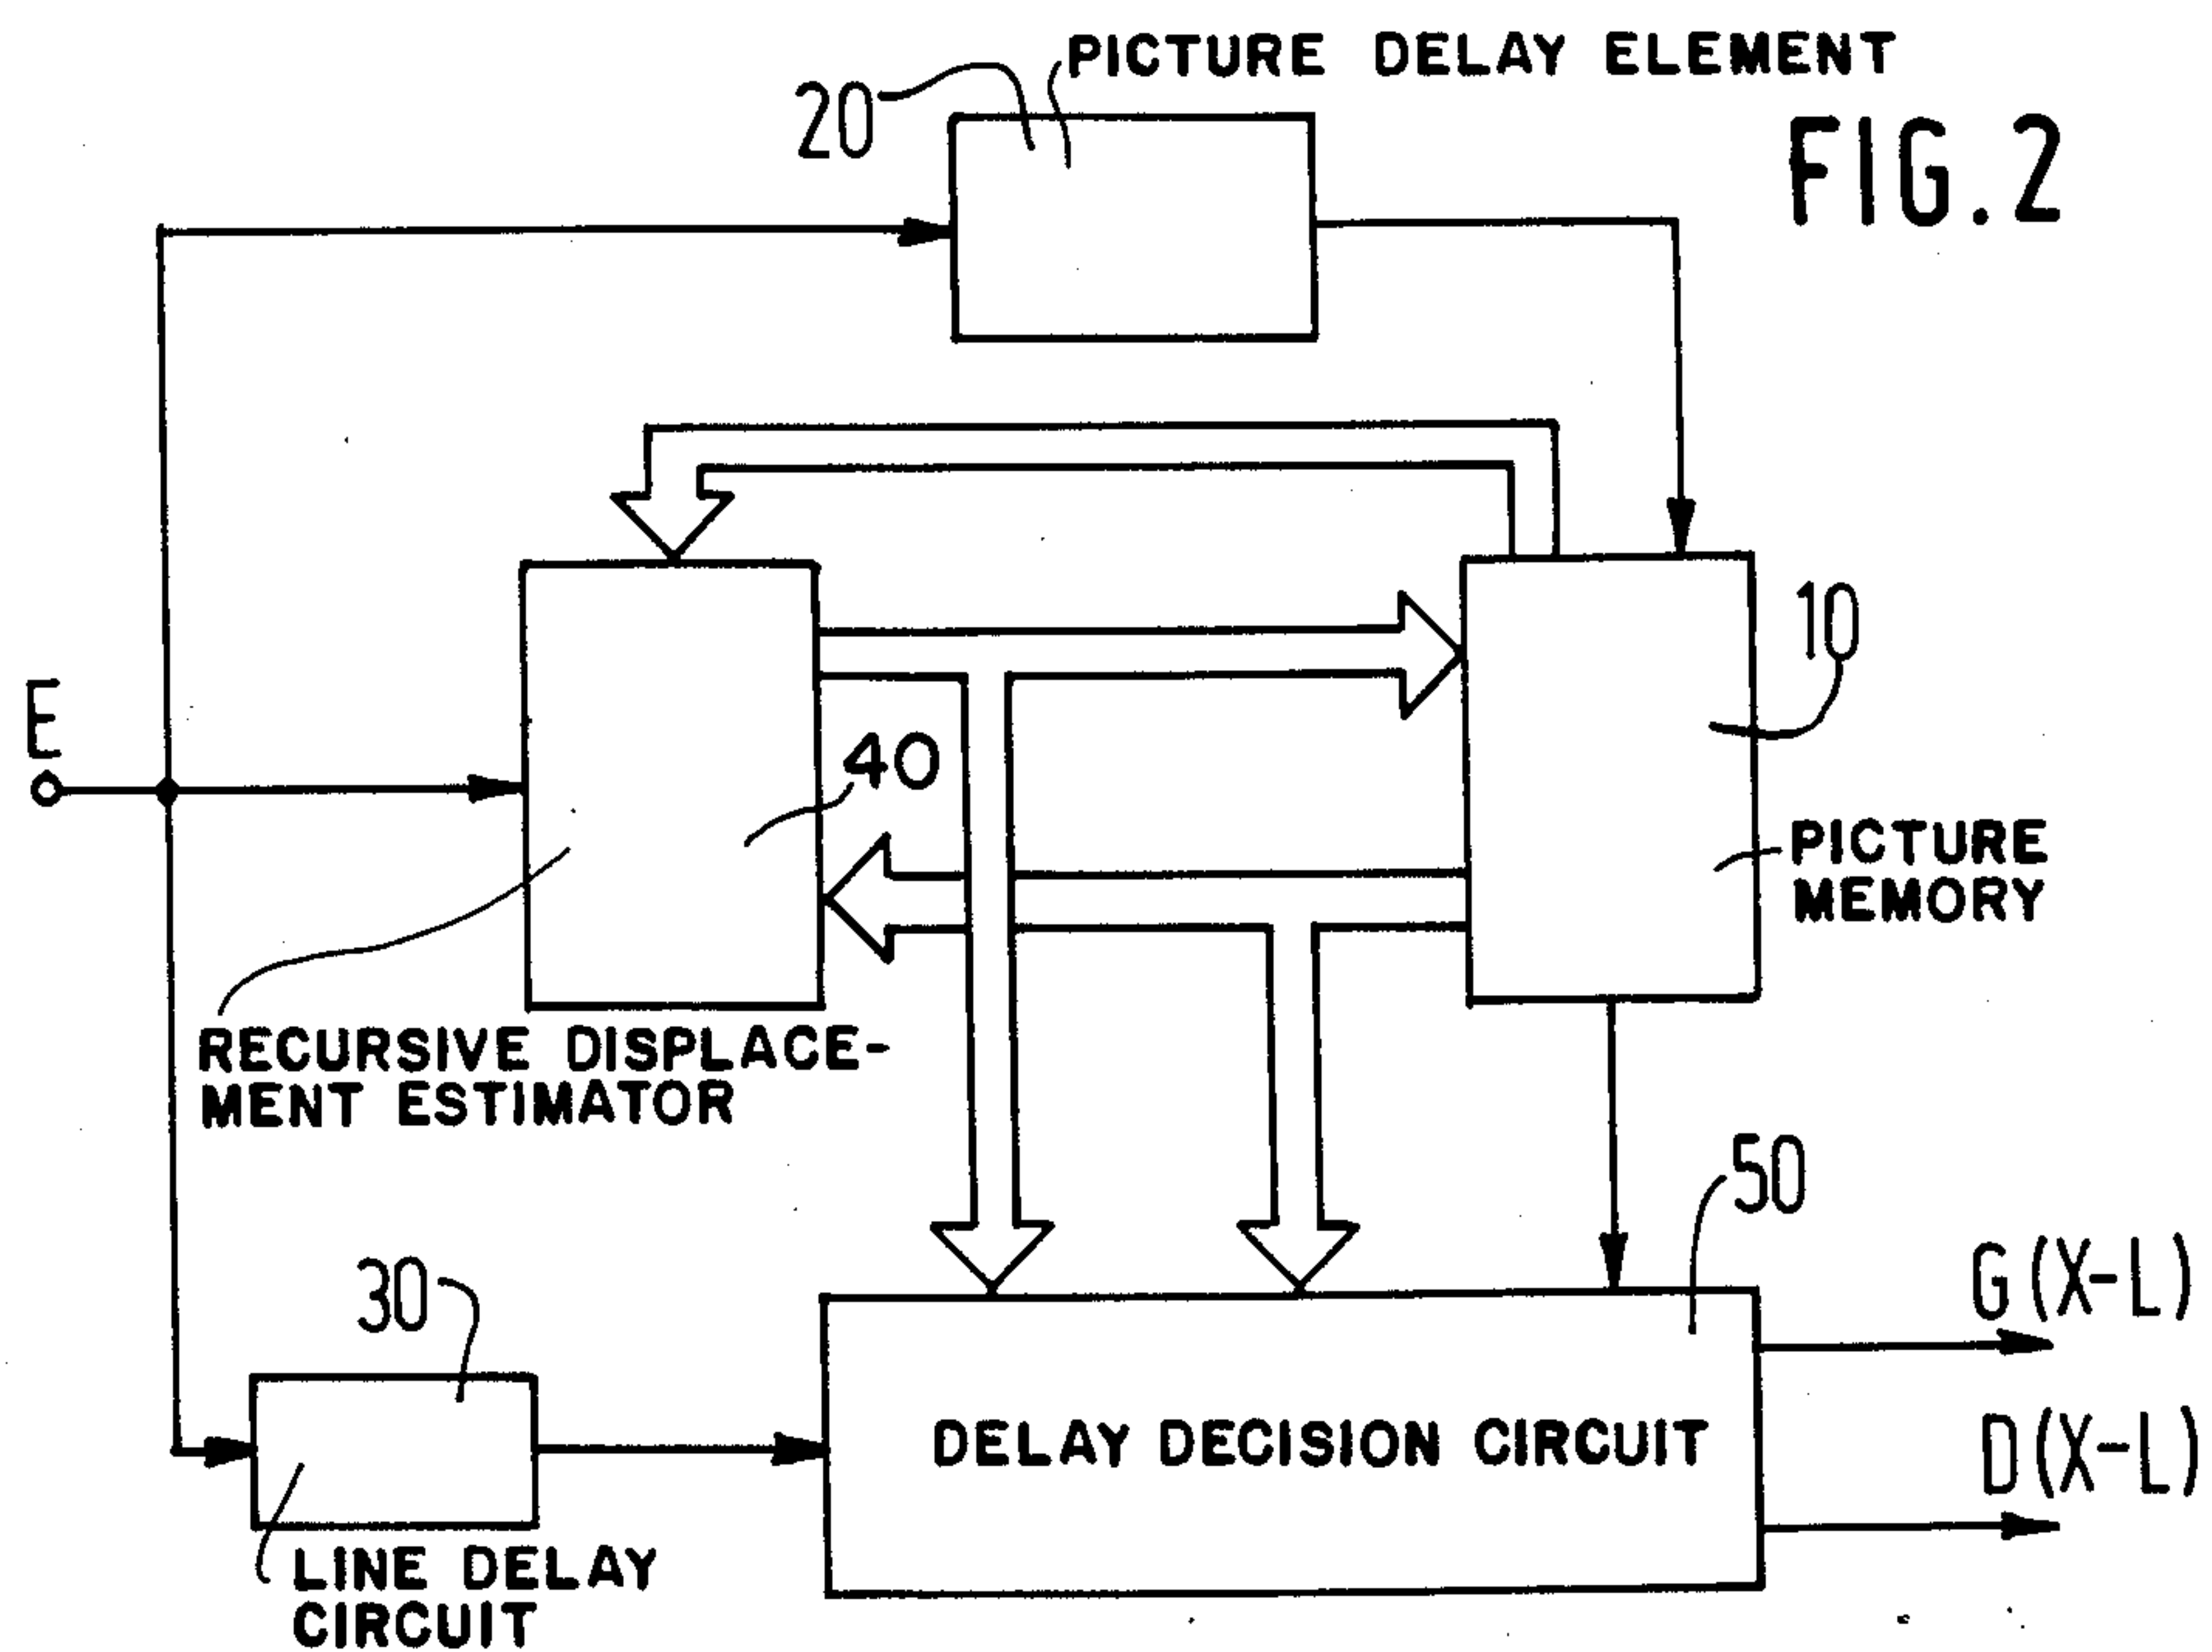 PICTURE DELAY ELEMENT
20
FIG.2
10
E
40
PICTURE
MEMORY
RECURSIVE DISPLACE-
MENT ESTIMATOR
50
30
G(X-L)
DELAY DECISION CIRCUIT
D(X-L)
LINE DELAY
CIRCUIT